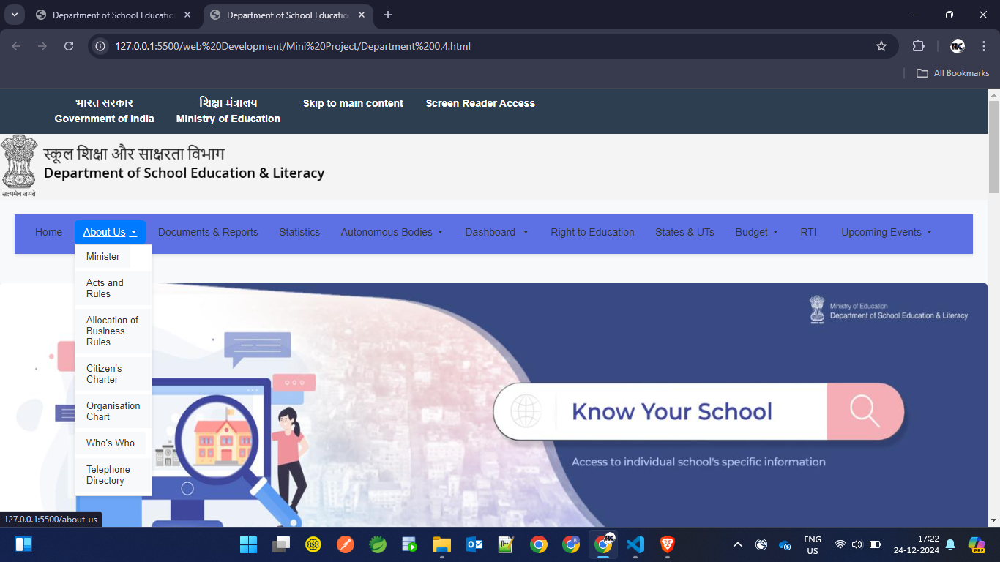 Department of School Educatio
Department of School Educatio
127.0.0.1:5500/web%20Development/Mini%20Project/Department%200.4.html
All Bookmarks
भारत सरकार
Government of India
शिक्षा मंत्रालय
Ministry of Education
Skip to main content
Screen Reader Access
स्कूल शिक्षा और साक्षरता विभाग
Department of School Education & Literacy
सत्यमेव जयते
Home
About Us
Documents & Reports
Statistics
Autonomous Bodies
Dashboard
Right to Education
States & UTs
Budget
RTI
Upcoming Events
Minister
Acts and
Rules
Allocation of
Business
Rules
Citizen's
Charter
Organisation
Chart
Who's Who
Telephone
Directory
Ministry of Education
Department of School Education & Literacy
Know Your School
Access to individual school's specific information
127.0.0.1:5500/about-us
ENG
US
17:22
24-12-2024
PRE